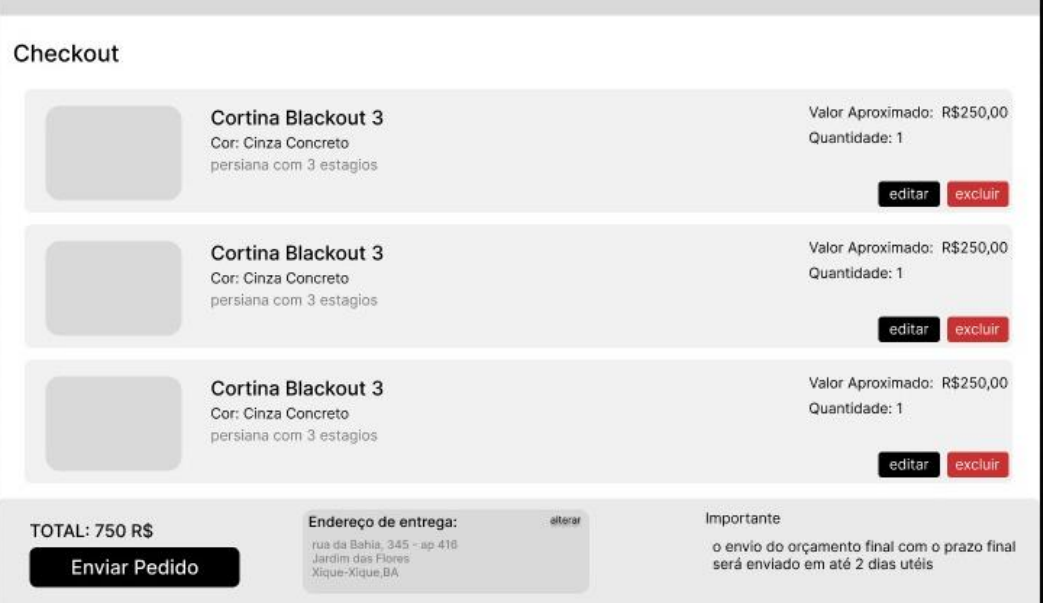 Checkout
Cortina Blackout 3
Cor: Cinza Concreto
persiana com 3 estagios
Valor Aproximado: R$250,00
Quantidade: 1
editar excluir
Cortina Blackout 3
Cor: Cinza Concreto
persiana com 3 estagios
Valor Aproximado: R$250,00
Quantidade: 1
editar excluir
Cortina Blackout 3
Cor: Cinza Concreto
persiana com 3 estagios
Valor Aproximado: R$250,00
Quantidade: 1
editar excluir
TOTAL: 750 R$
Enviar Pedido
Endereço de entrega: alterar
rua da Bahia, 345 - ap 416
Jardim das Flores
Xique-Xique,BA
Importante
o envio do orçamento final com o prazo final
será enviado em até 2 dias utéis